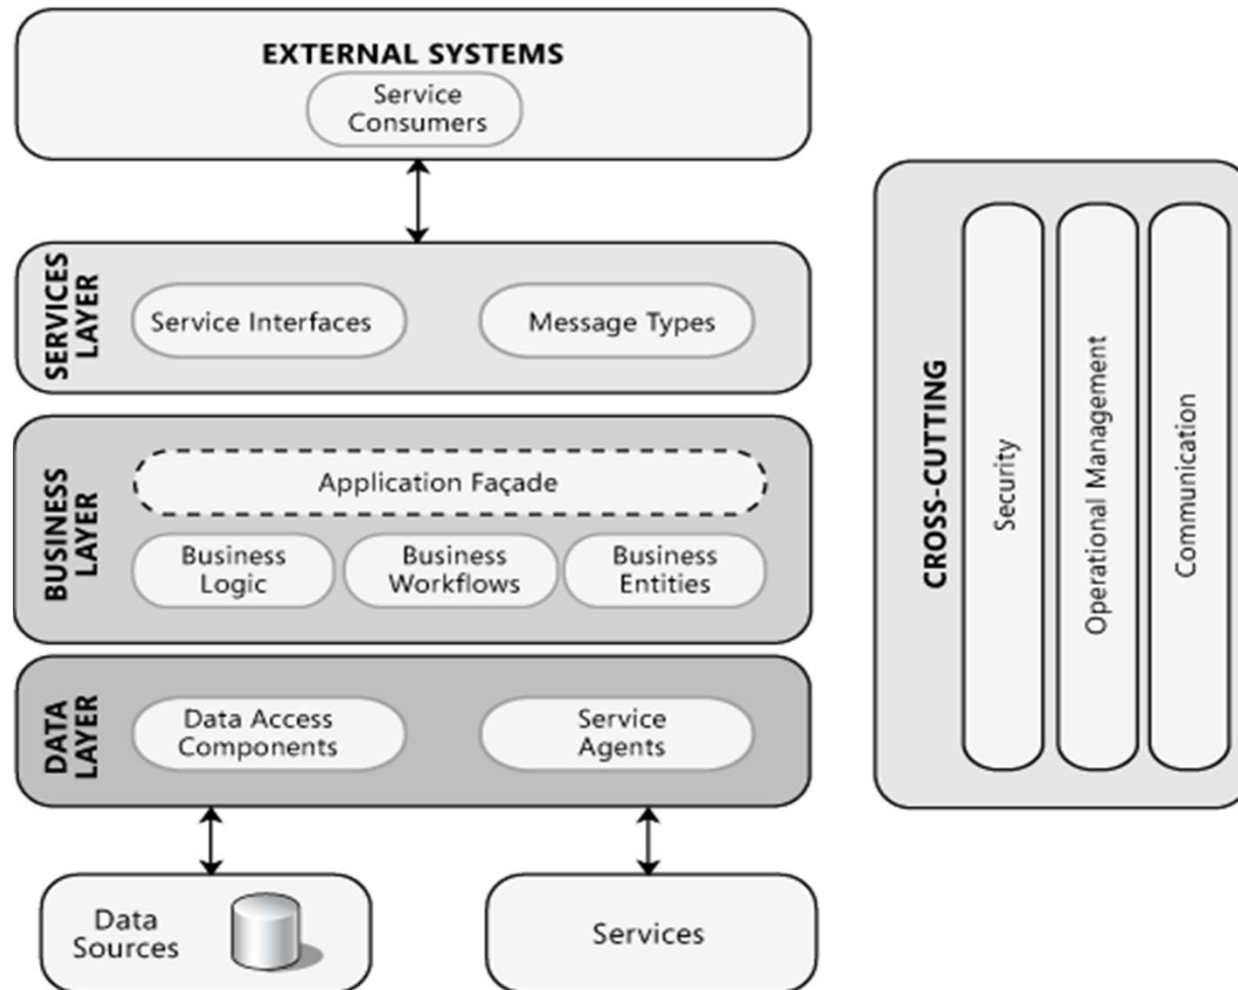 EXTERNAL SYSTEMS
Service
Consumers
SERVICES
LAYER
Service Interfaces
Message Types
BUSINESS
LAYER
Application Façade
Business
Logic
Business
Workflows
Business
Entities
DATA
LAYER
Data Access
Components
Service
Agents
Data
Sources
Services
CROSS-CUTTING
Security
Operational Management
Communication